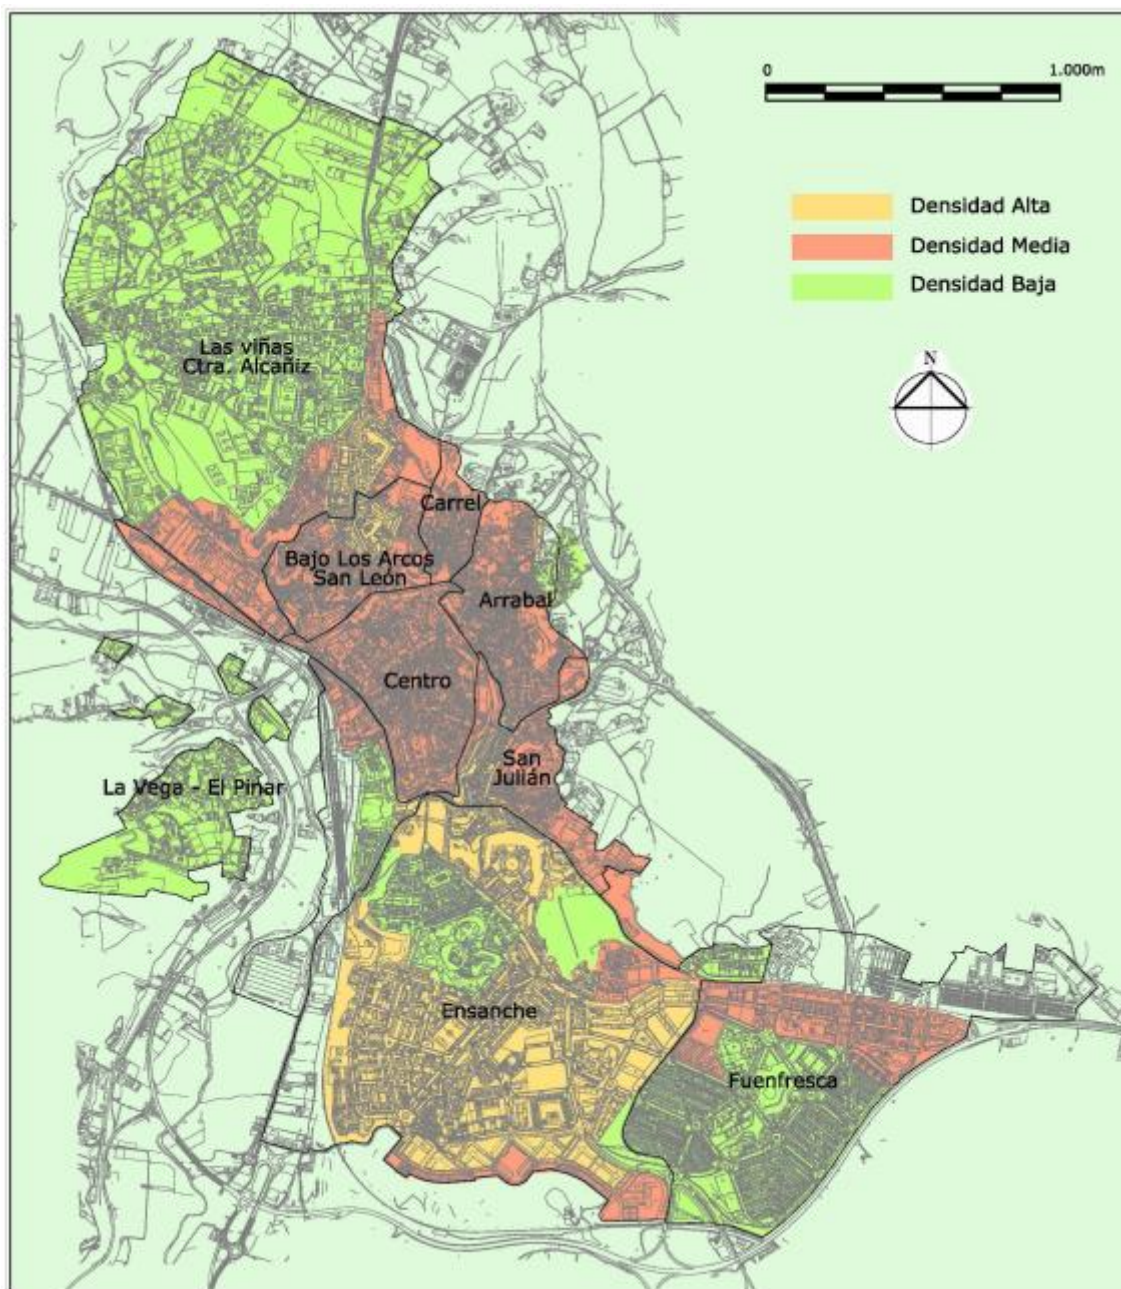 0 1.000m
Densidad Alta
Densidad Media
Densidad Baja
N
Las viñas
Ctra. Alcañiz
Carrel
Bajo Los Arcos
San León
Arrabal
Centro
San
Julián
La Vega - El Pinar
Ensanche
Fuenfresca